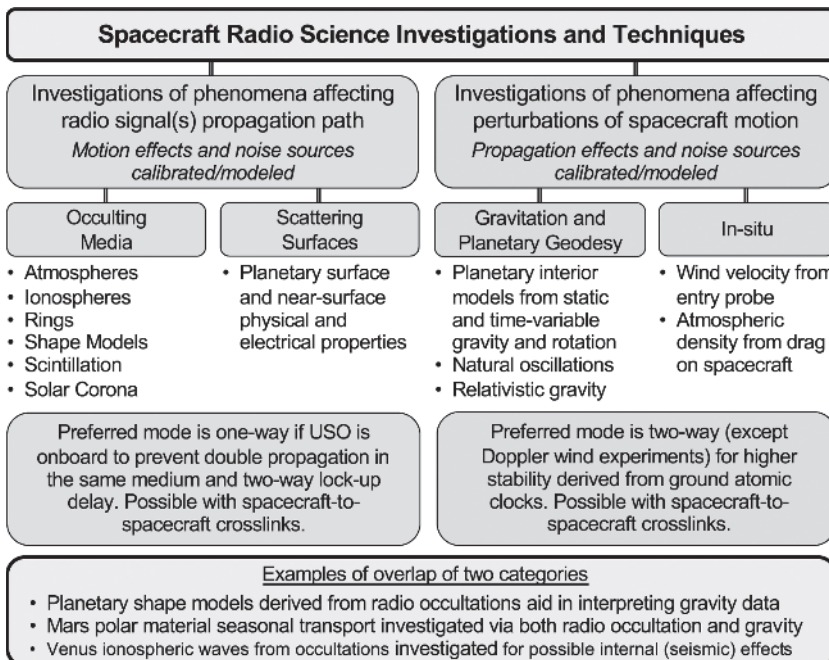 Spacecraft Radio Science Investigations and Techniques
Investigations of phenomena affecting
radio signal(s) propagation path
Motion effects and noise sources
calibrated/modeled
Investigations of phenomena affecting
perturbations of spacecraft motion
Propagation effects and noise sources
calibrated/modeled
Occulting
Media
• Atmospheres
• Ionospheres
• Rings
• Shape Models
• Scintillation
• Solar Corona
Scattering
Surfaces
• Planetary surface
and near-surface
physical and
electrical properties
Gravitation and
Planetary Geodesy
• Planetary interior
models from static
and time-variable
gravity and rotation
• Natural oscillations
• Relativistic gravity
In-situ
• Wind velocity from
entry probe
• Atmospheric
density from drag
on spacecraft
Preferred mode is one-way if USO is
onboard to prevent double propagation in
the same medium and two-way lock-up
delay. Possible with spacecraft-to-
spacecraft crosslinks.
Preferred mode is two-way (except
Doppler wind experiments) for higher
stability derived from ground atomic
clocks. Possible with spacecraft-to-
spacecraft crosslinks.
Examples of overlap of two categories
• Planetary shape models derived from radio occultations aid in interpreting gravity data
• Mars polar material seasonal transport investigated via both radio occultation and gravity
• Venus ionospheric waves from occultations investigated for possible internal (seismic) effects